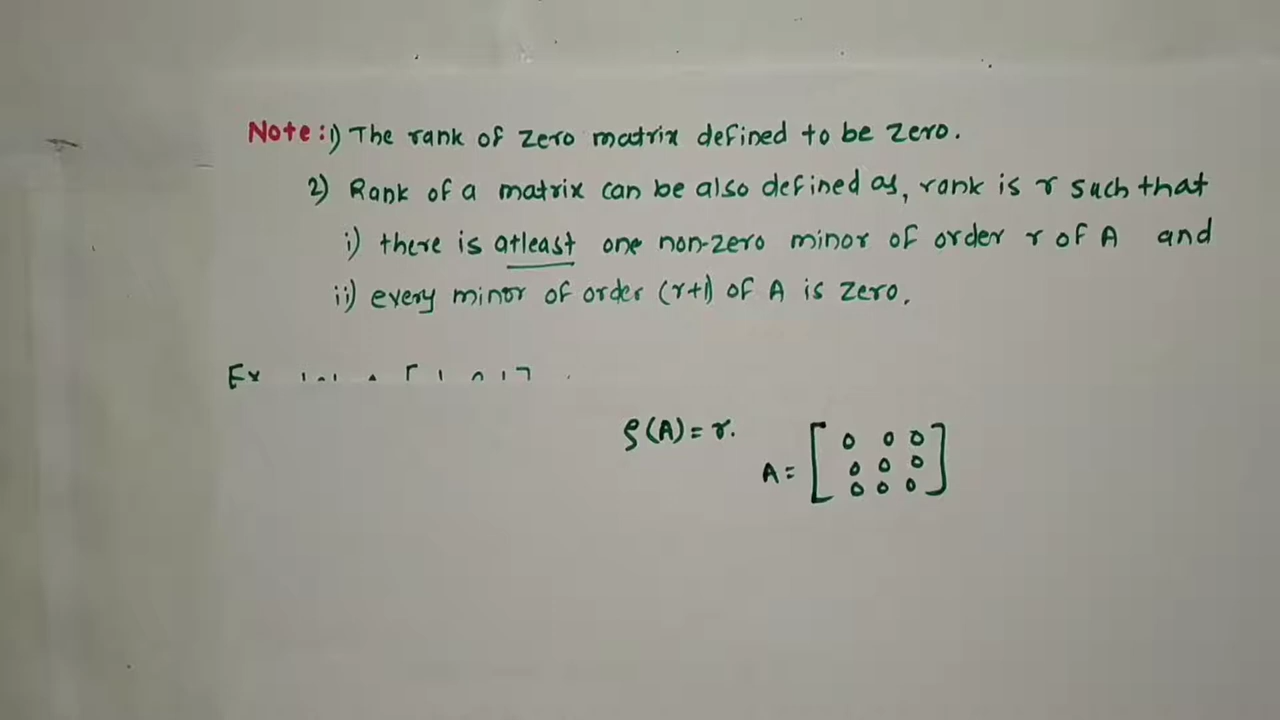 Note: 1) The rank of zero matrix defined to be zero.
2) Rank of a matrix can be also defined as, rank is r such that
i) there is atleast one non-zero minor of order r of A and
ii) every minor of order (r+1) of A is zero.
Ex
ρ(A) = r.
A = [ 0 0 0
0 0 0
0 0 0 ]